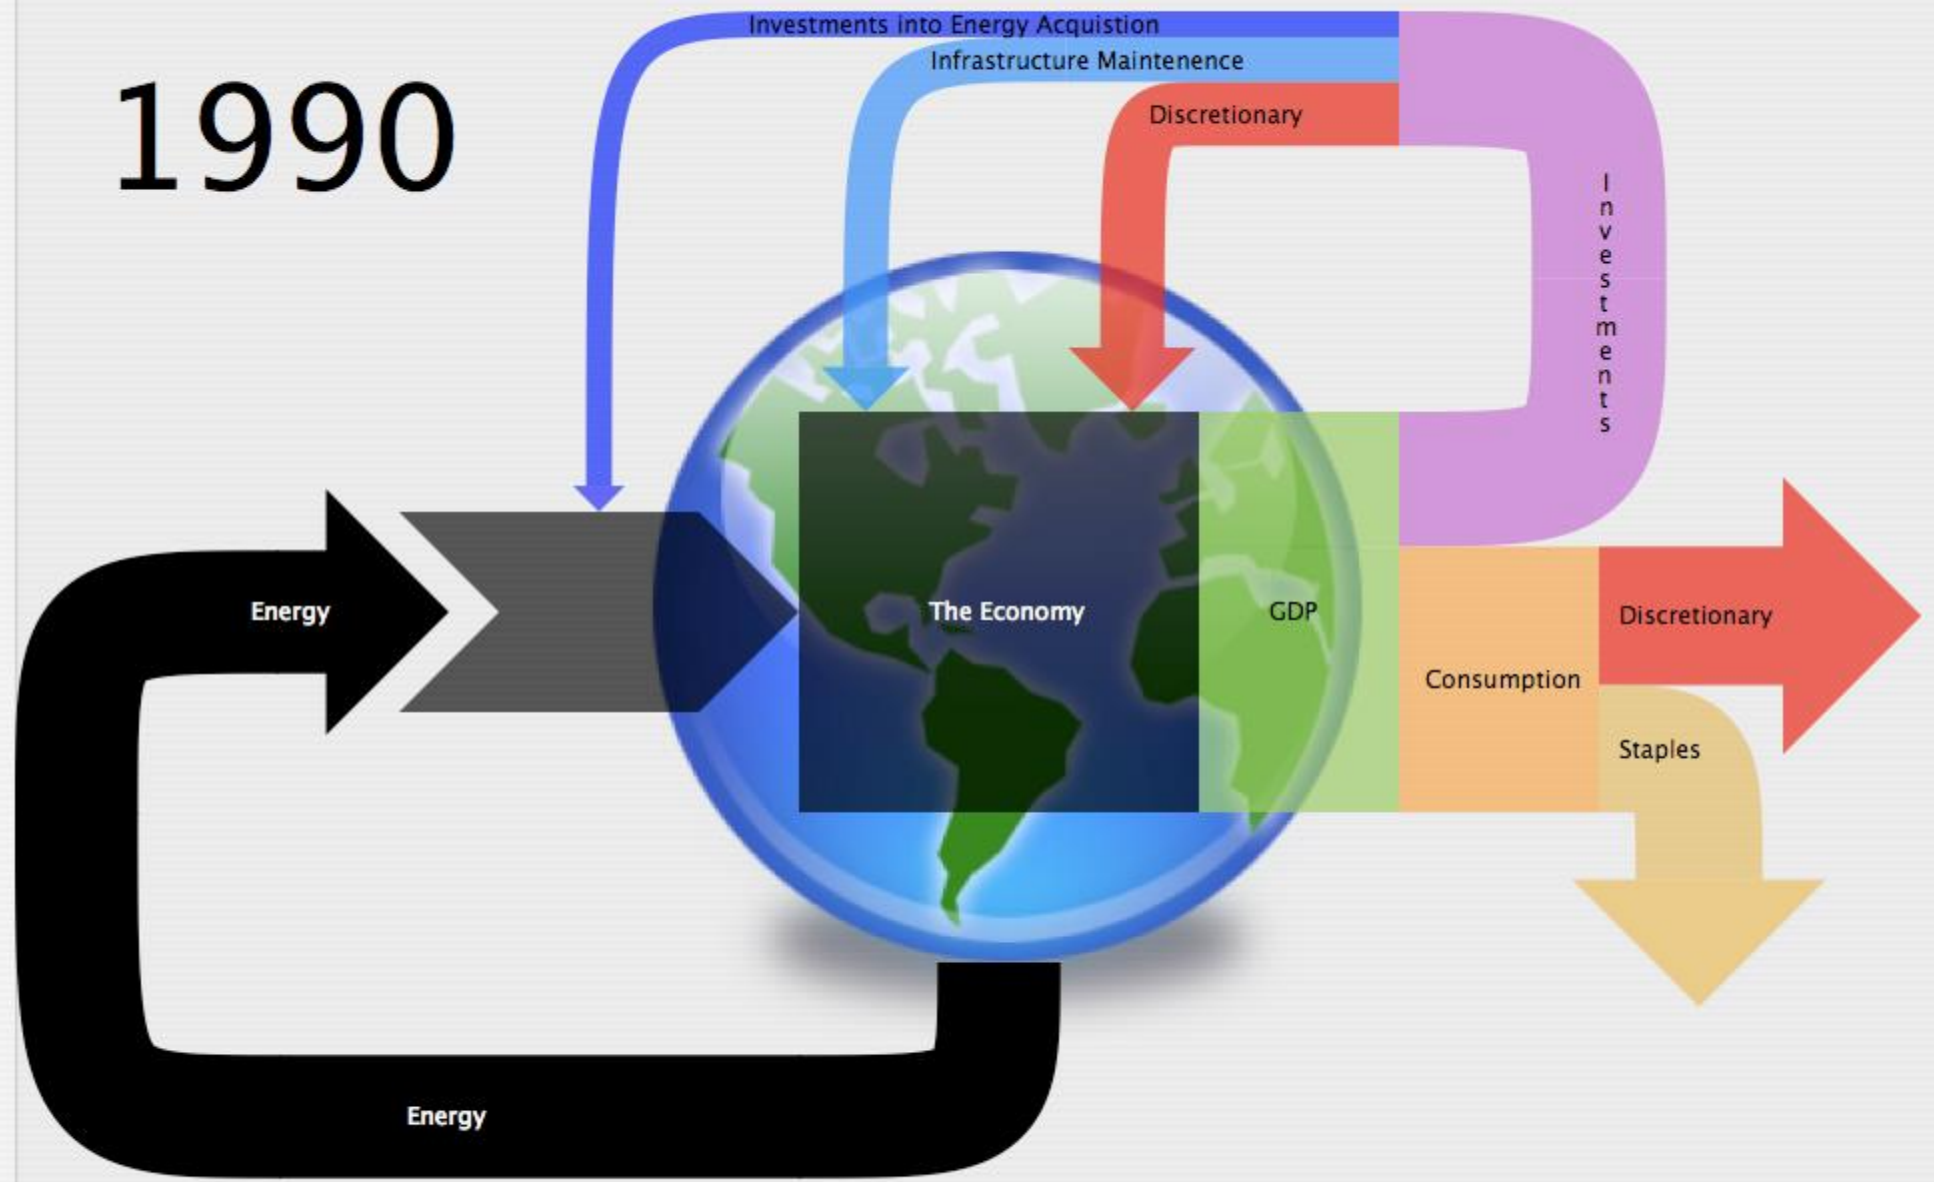 Investments into Energy Acquistion
Infrastructure Maintenence
1990
Discretionary
Investments
Energy
The Economy
GDP
Discretionary
Consumption
Staples
Energy